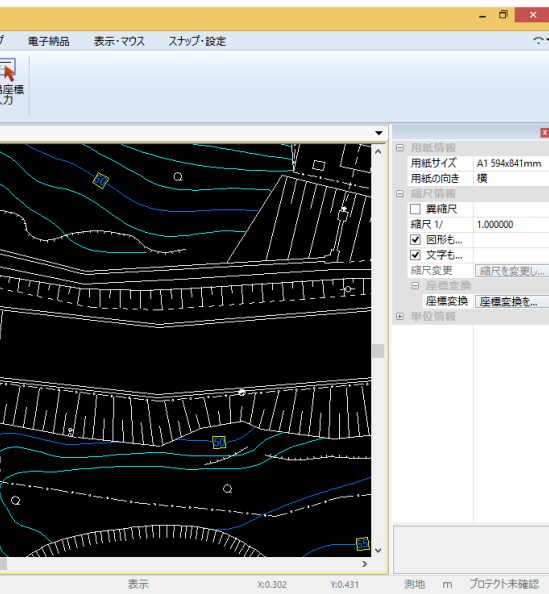 電子納品 表示・マウス スナップ・設定
座標
入力
用紙情報
用紙サイズ A1 594x841mm
用紙の向き 横
縮尺情報
異縮尺
縮尺 1/ 1.000000
図形も...
文字も...
縮尺変更 縮尺を変更し...
座標変換
座標変換 座標変換を...
単位情報
50
50
55
表示 X:0.302 Y:0.431 測地 m プロテクト未確認